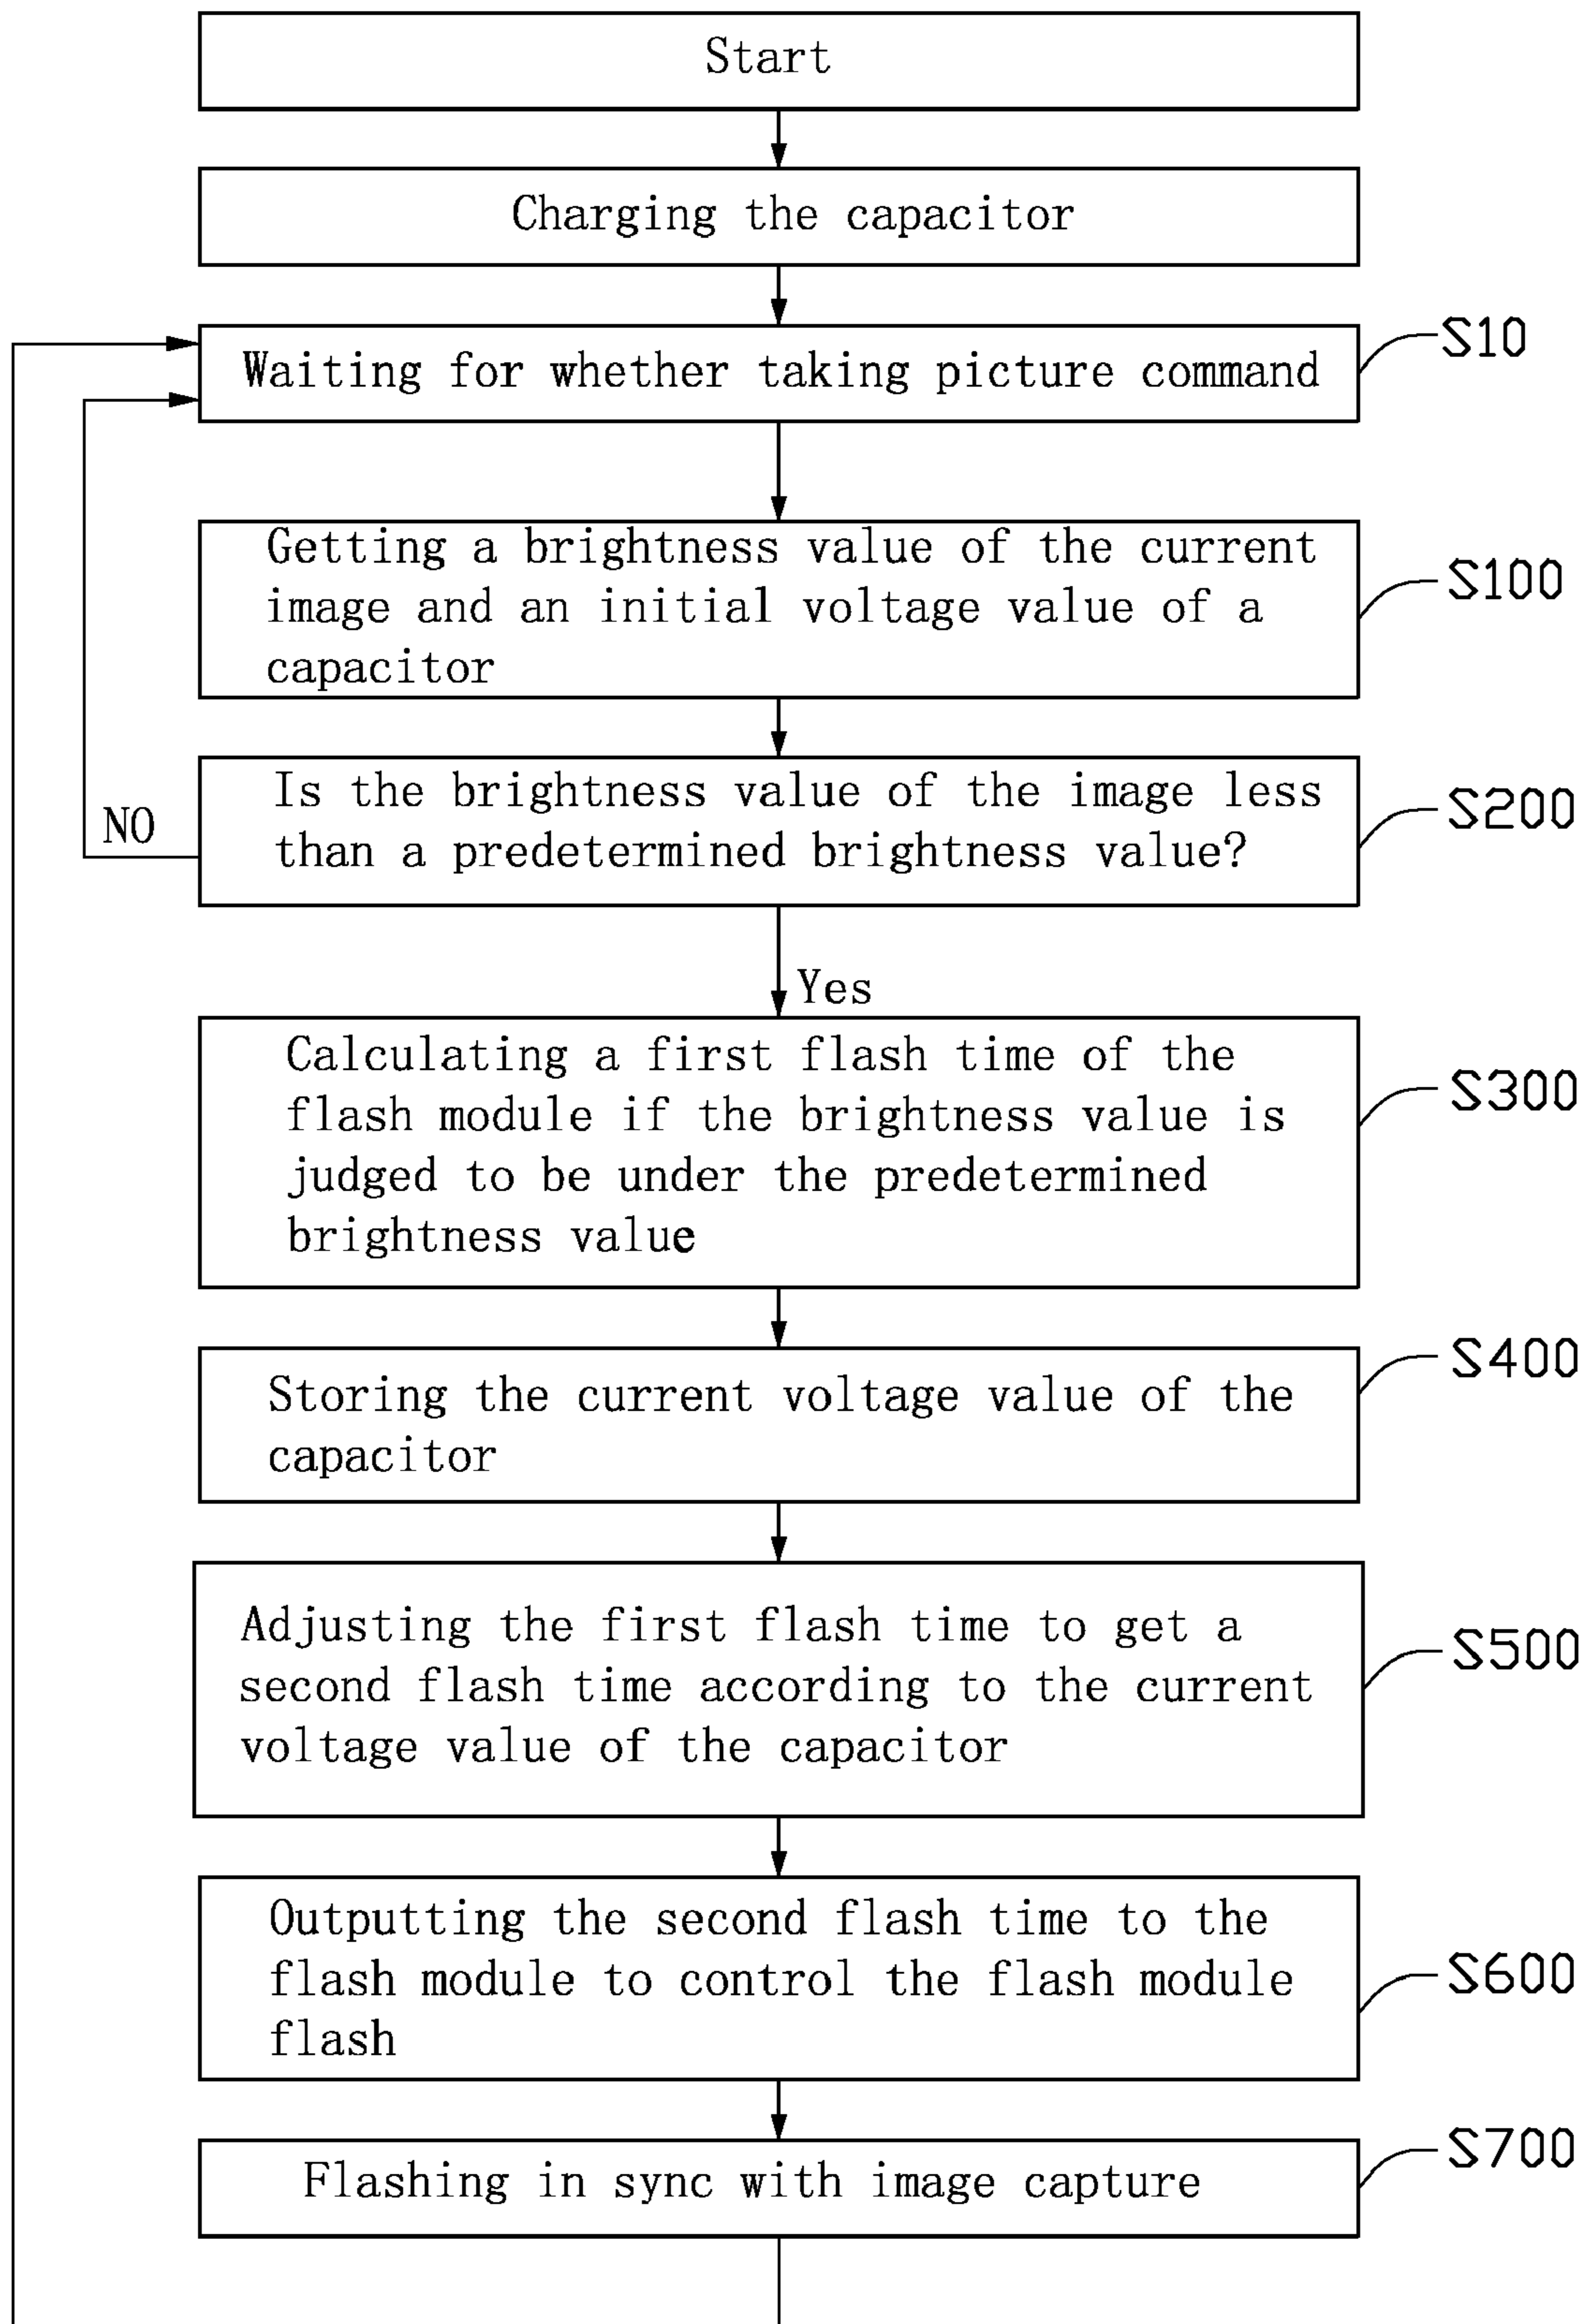 Start
Charging the capacitor
Waiting for whether taking picture command
S10
Getting a brightness value of the current
image and an initial voltage value of a
capacitor
S100
Is the brightness value of the image less
than a predetermined brightness value?
S200
NO
Yes
Calculating a first flash time of the
flash module if the brightness value is
judged to be under the predetermined
brightness value
S300
Storing the current voltage value of the
capacitor
S400
Adjusting the first flash time to get a
second flash time according to the current
voltage value of the capacitor
S500
Outputting the second flash time to the
flash module to control the flash module
flash
S600
Flashing in sync with image capture
S700